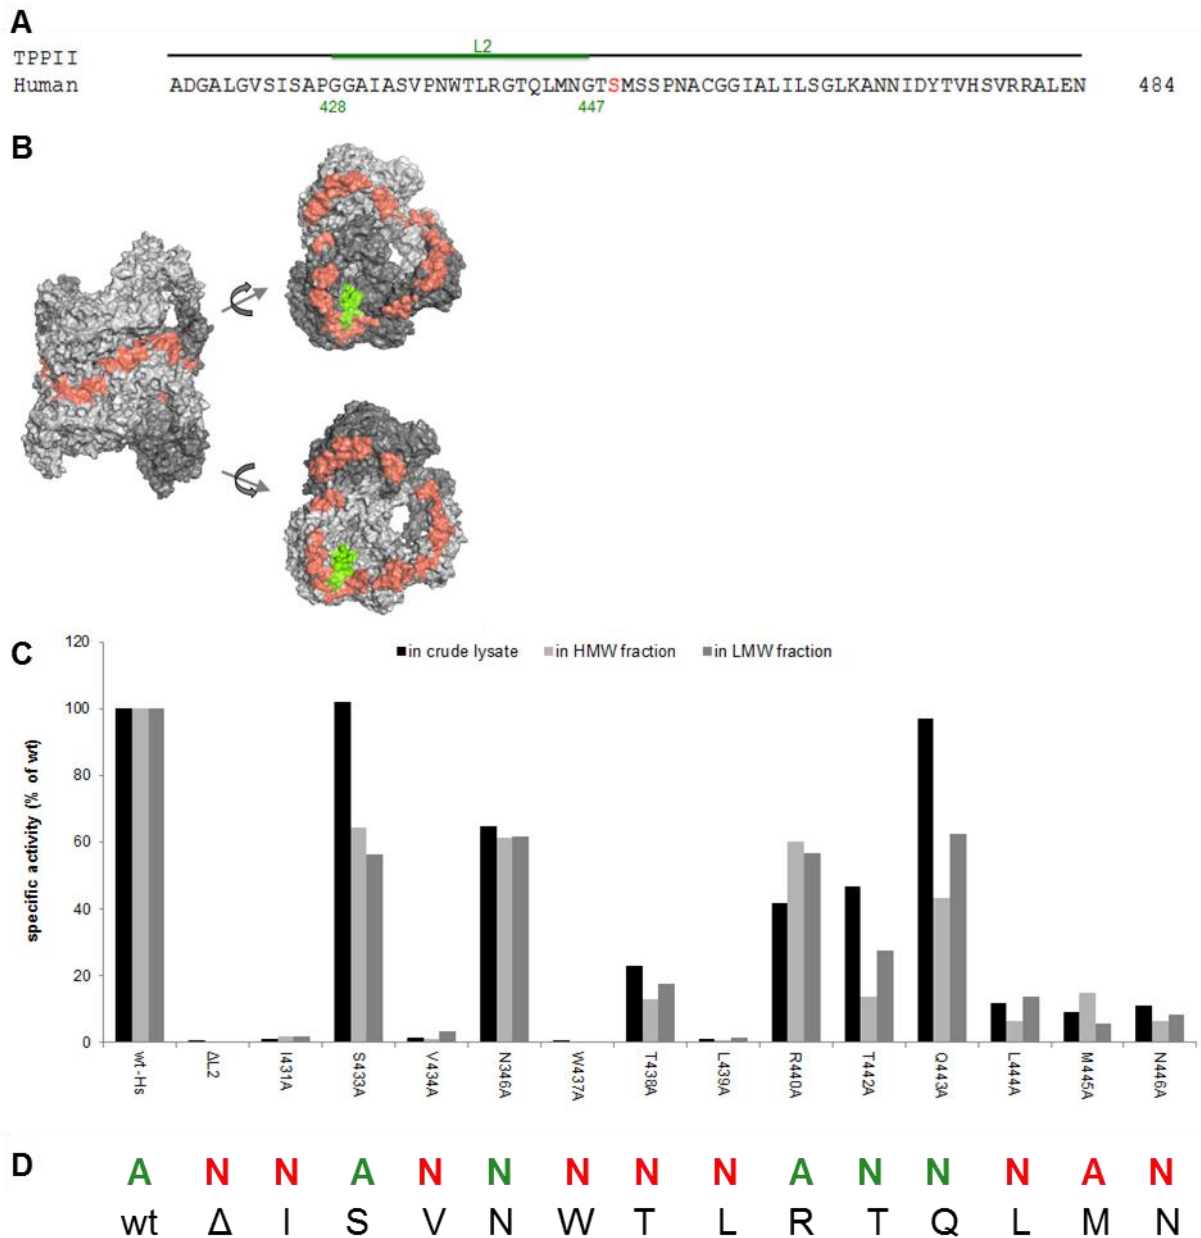 A
L2
TPPII
Human ADGALGVSISAPGGAIASVPNWTLRGTQLMNGTSMSSPNACGGIALILSGLKANNIDYTVHSVRRALEN 484
428 447
B
C
120
100
80
60
40
20
0
specific activity (% of wt)
in crude lysate in HMW fraction in LMW fraction
wt-Hs ΔL2 I431A S433A V434A N346A W437A T438A L439A R440A T442A Q443A L444A M445A N446A
D A N N A N N N N N A N N N A N
wt Δ I S V N W T L R T Q L M N